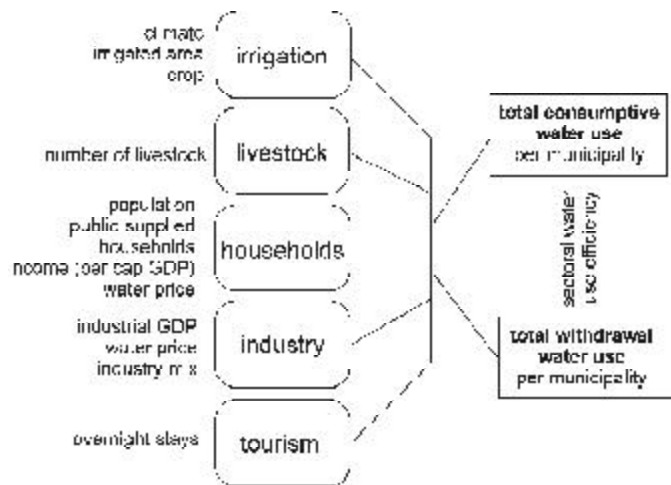 climate
irrigated area
crop
irrigation
number of livestock
livestock
population
public supplied
households
income (per cap GDP)
water price
households
industrial GDP
water price
industry mix
industry
overnight stays
tourism
total consumptive
water use
per municipality
sectoral water
use efficiency
total withdrawal
water use
per municipality